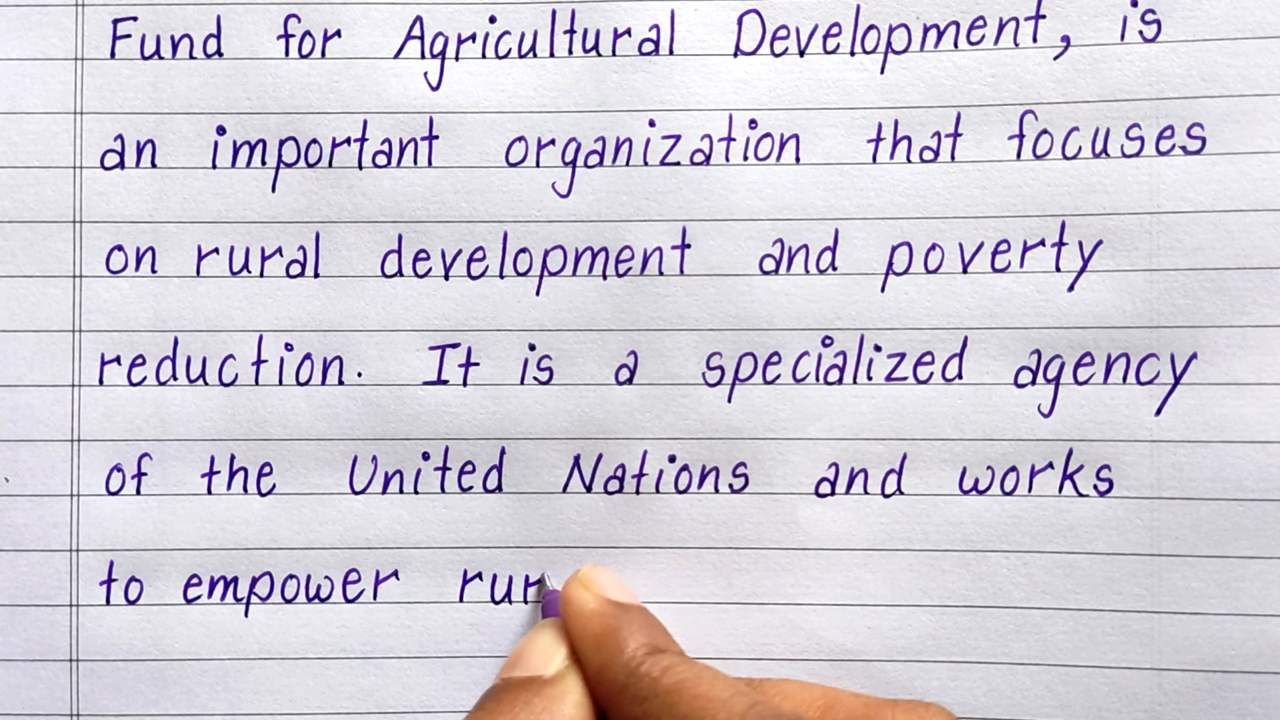 Fund for Agricultural Development, is
an important organization that focuses
on rural development and poverty
reduction. It is a specialized agency
of the United Nations and works
to empower rur